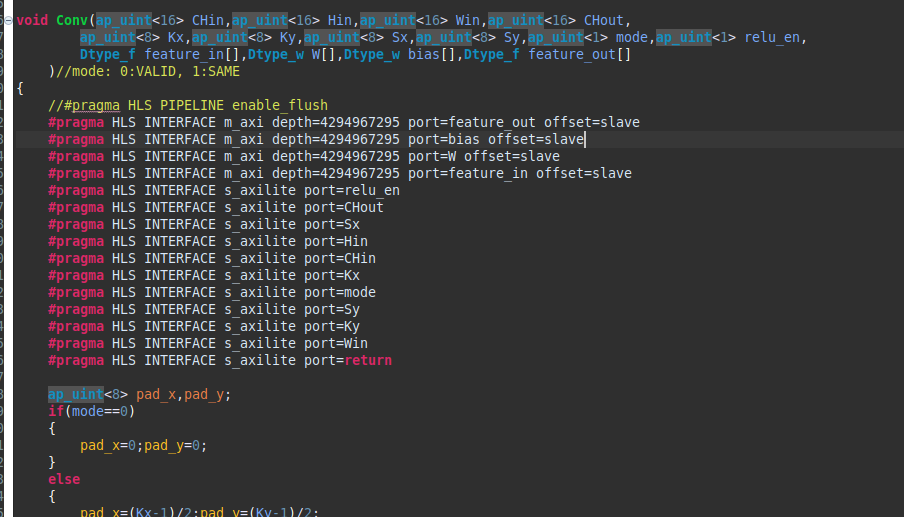 void Conv(ap_uint<16> CHin,ap_uint<16> Hin,ap_uint<16> Win,ap_uint<16> CHout,
ap_uint<8> Kx,ap_uint<8> Ky,ap_uint<8> Sx,ap_uint<8> Sy,ap_uint<1> mode,ap_uint<1> relu_en,
Dtype_f feature_in[],Dtype_w W[],Dtype_w bias[],Dtype_f feature_out[]
)//mode: 0:VALID, 1:SAME
{
//#pragma HLS PIPELINE enable_flush
#pragma HLS INTERFACE m_axi depth=4294967295 port=feature_out offset=slave
#pragma HLS INTERFACE m_axi depth=4294967295 port=bias offset=slave
#pragma HLS INTERFACE m_axi depth=4294967295 port=W offset=slave
#pragma HLS INTERFACE m_axi depth=4294967295 port=feature_in offset=slave
#pragma HLS INTERFACE s_axilite port=relu_en
#pragma HLS INTERFACE s_axilite port=CHout
#pragma HLS INTERFACE s_axilite port=Sx
#pragma HLS INTERFACE s_axilite port=Hin
#pragma HLS INTERFACE s_axilite port=CHin
#pragma HLS INTERFACE s_axilite port=Kx
#pragma HLS INTERFACE s_axilite port=mode
#pragma HLS INTERFACE s_axilite port=Sy
#pragma HLS INTERFACE s_axilite port=Ky
#pragma HLS INTERFACE s_axilite port=Win
#pragma HLS INTERFACE s_axilite port=return
ap_uint<8> pad_x,pad_y;
if(mode==0)
{
pad_x=0;pad_y=0;
}
else
{
pad_x=(Kx-1)/2;pad_y=(Ky-1)/2;